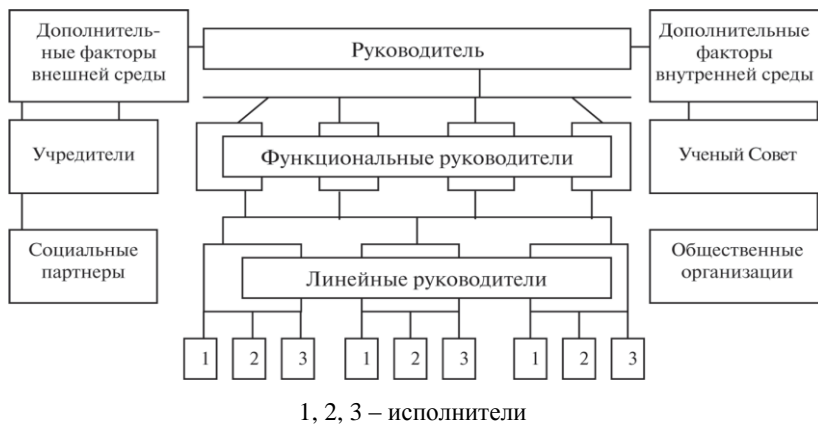 Дополнитель-
ные факторы
внешней среды
Руководитель
Дополнительные
факторы
внутренней среды
Учредители
Функциональные руководители
Ученый Совет
Социальные
партнеры
Линейные руководители
Общественные
организации
1 2 3 1 2 3 1 2 3
1, 2, 3 – исполнители